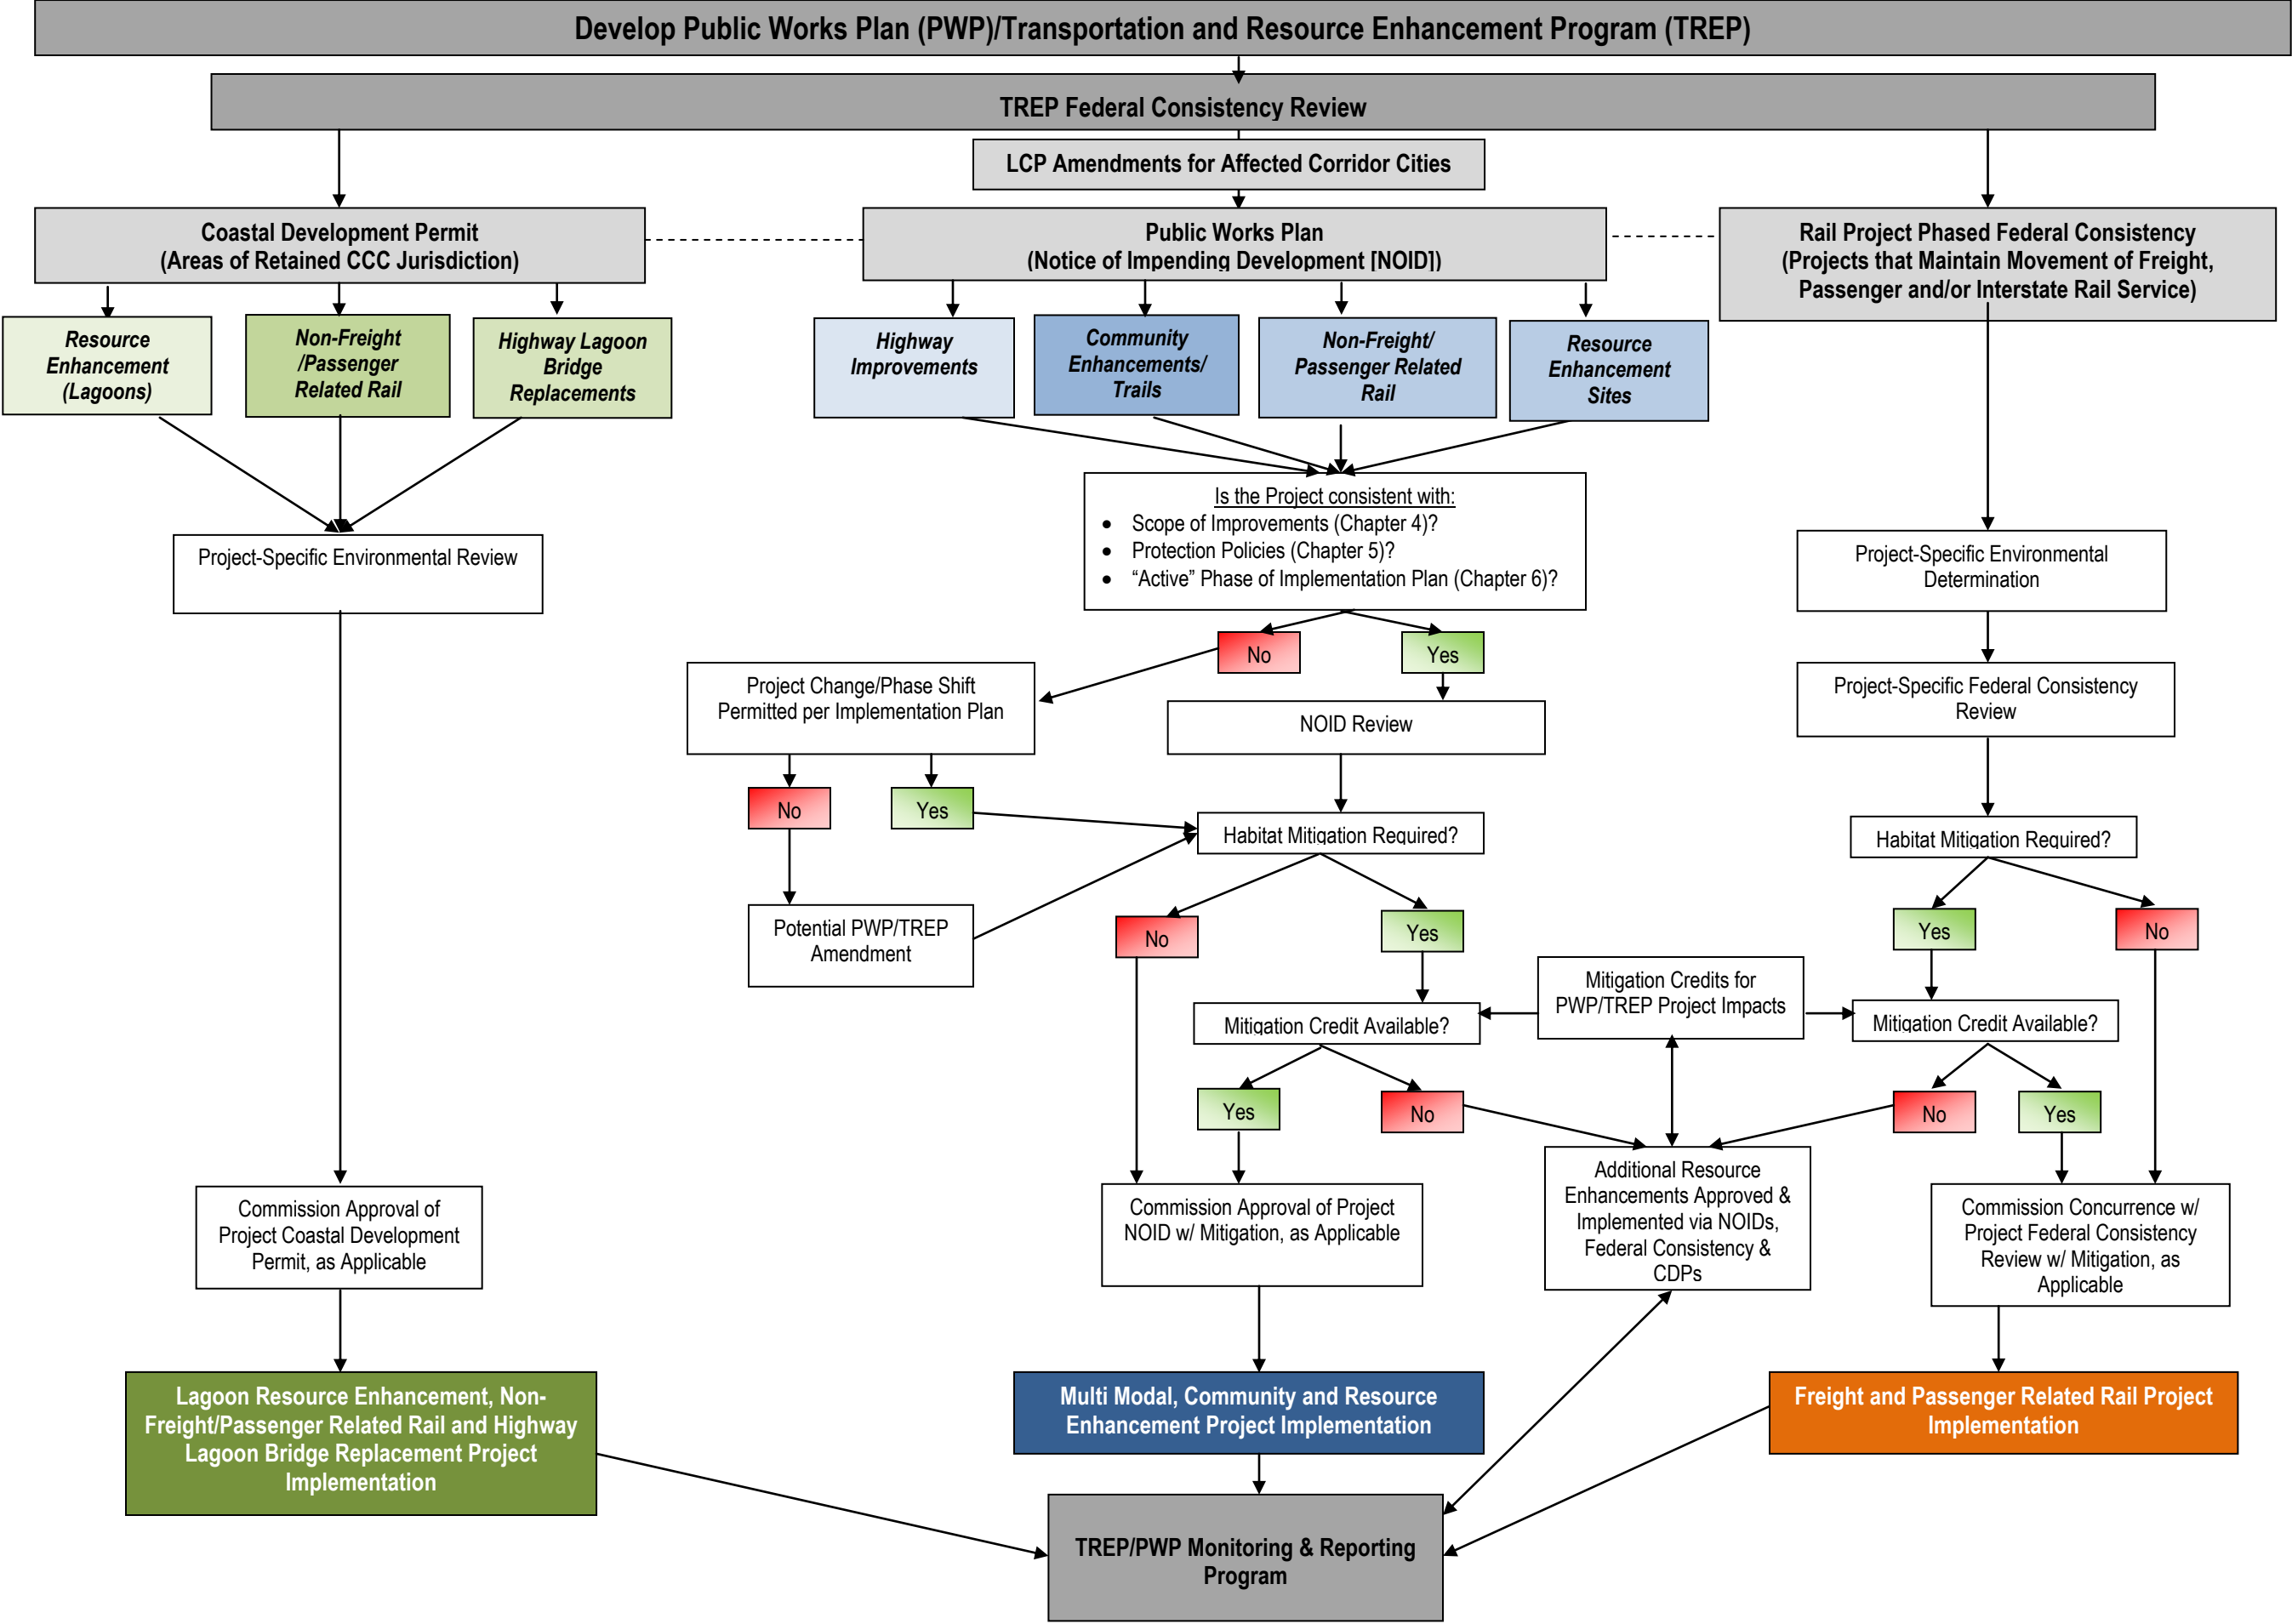 Develop Public Works Plan (PWP)/Transportation and Resource Enhancement Program (TREP)
TREP Federal Consistency Review
LCP Amendments for Affected Corridor Cities
Coastal Development Permit
(Areas of Retained CCC Jurisdiction)
Public Works Plan
(Notice of Impending Development [NOID])
Rail Project Phased Federal Consistency
(Projects that Maintain Movement of Freight,
Passenger and/or Interstate Rail Service)
Resource
Enhancement
(Lagoons)
Non-Freight
/Passenger
Related Rail
Highway Lagoon
Bridge
Replacements
Highway
Improvements
Community
Enhancements/
Trails
Non-Freight/
Passenger Related
Rail
Resource
Enhancement
Sites
Is the Project consistent with:
• Scope of Improvements (Chapter 4)?
• Protection Policies (Chapter 5)?
• “Active” Phase of Implementation Plan (Chapter 6)?
Project-Specific Environmental Review
Project-Specific Environmental
Determination
No
Yes
Project Change/Phase Shift
Permitted per Implementation Plan
NOID Review
Project-Specific Federal Consistency
Review
No
Yes
Habitat Mitigation Required?
Habitat Mitigation Required?
Potential PWP/TREP
Amendment
No
Yes
Yes
No
Mitigation Credits for
PWP/TREP Project Impacts
Mitigation Credit Available?
Mitigation Credit Available?
Yes
No
No
Yes
Commission Approval of
Project Coastal Development
Permit, as Applicable
Commission Approval of Project
NOID w/ Mitigation, as Applicable
Additional Resource
Enhancements Approved &
Implemented via NOIDs,
Federal Consistency &
CDPs
Commission Concurrence w/
Project Federal Consistency
Review w/ Mitigation, as
Applicable
Lagoon Resource Enhancement, Non-
Freight/Passenger Related Rail and Highway
Lagoon Bridge Replacement Project
Implementation
Multi Modal, Community and Resource
Enhancement Project Implementation
Freight and Passenger Related Rail Project
Implementation
TREP/PWP Monitoring & Reporting
Program